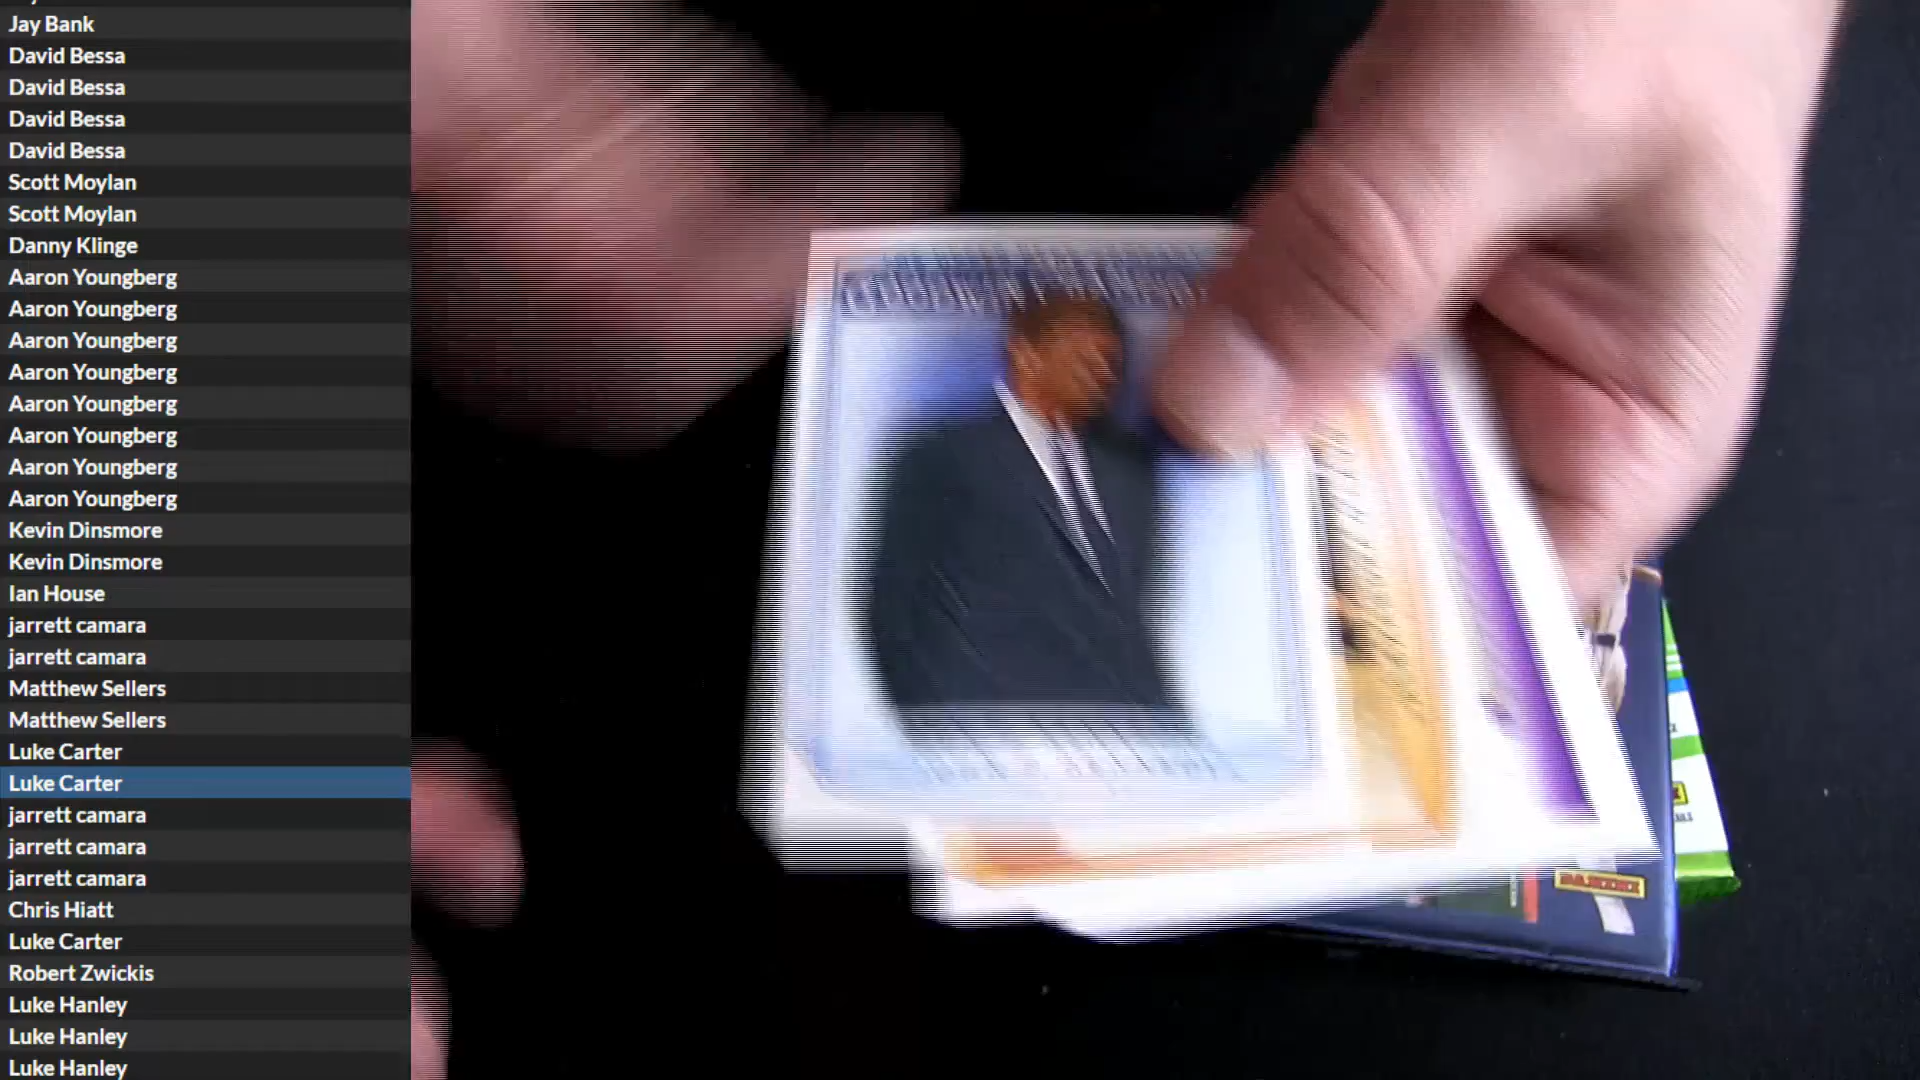 Jay Bank
David Bessa
David Bessa
David Bessa
David Bessa
Scott Moylan
Scott Moylan
Danny Klinge
Aaron Youngberg
Aaron Youngberg
Aaron Youngberg
Aaron Youngberg
Aaron Youngberg
Aaron Youngberg
Aaron Youngberg
Aaron Youngberg
Kevin Dinsmore
Kevin Dinsmore
Ian House
jarrett camara
jarrett camara
Matthew Sellers
Matthew Sellers
Luke Carter
Luke Carter
jarrett camara
jarrett camara
jarrett camara
Chris Hiatt
Luke Carter
Robert Zwickis
Luke Hanley
Luke Hanley
Luke Hanley
PANINI